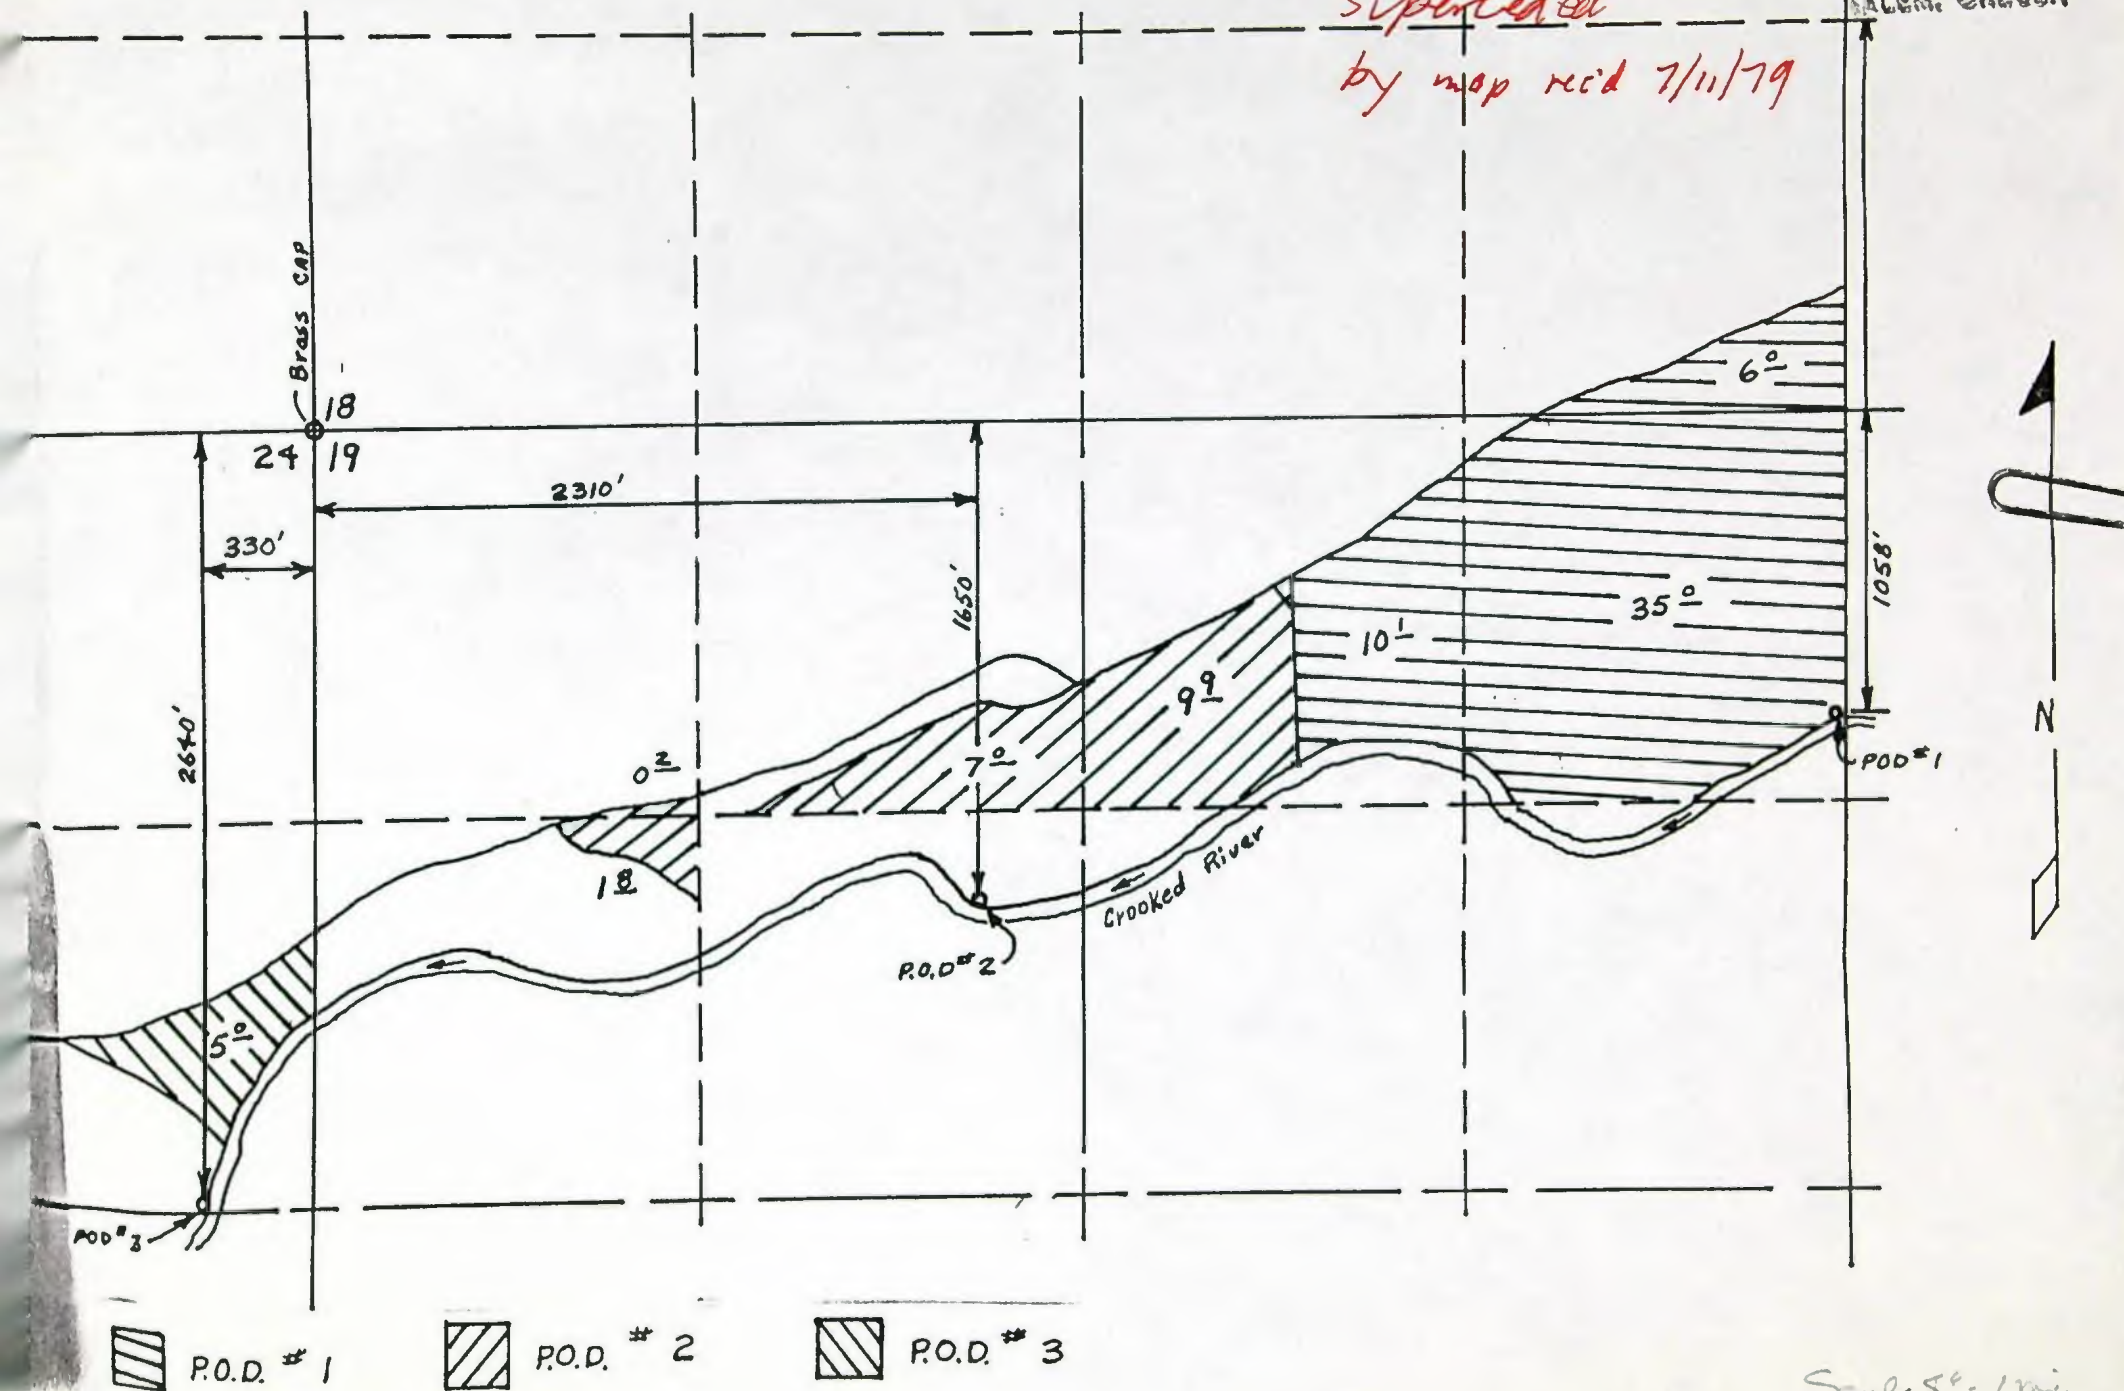 Superceded
by map rec'd 7/11/79
Brass CAP
18
24 19
2310'
330'
1650'
2640'
1058'
6 0
35 0
10 1
9 9
7 0
0 2
1 8
5 0
N
POD #1
Crooked River
P.O.D #2
POD #3
P.O.D. # 1
P.O.D. # 2
P.O.D. # 3